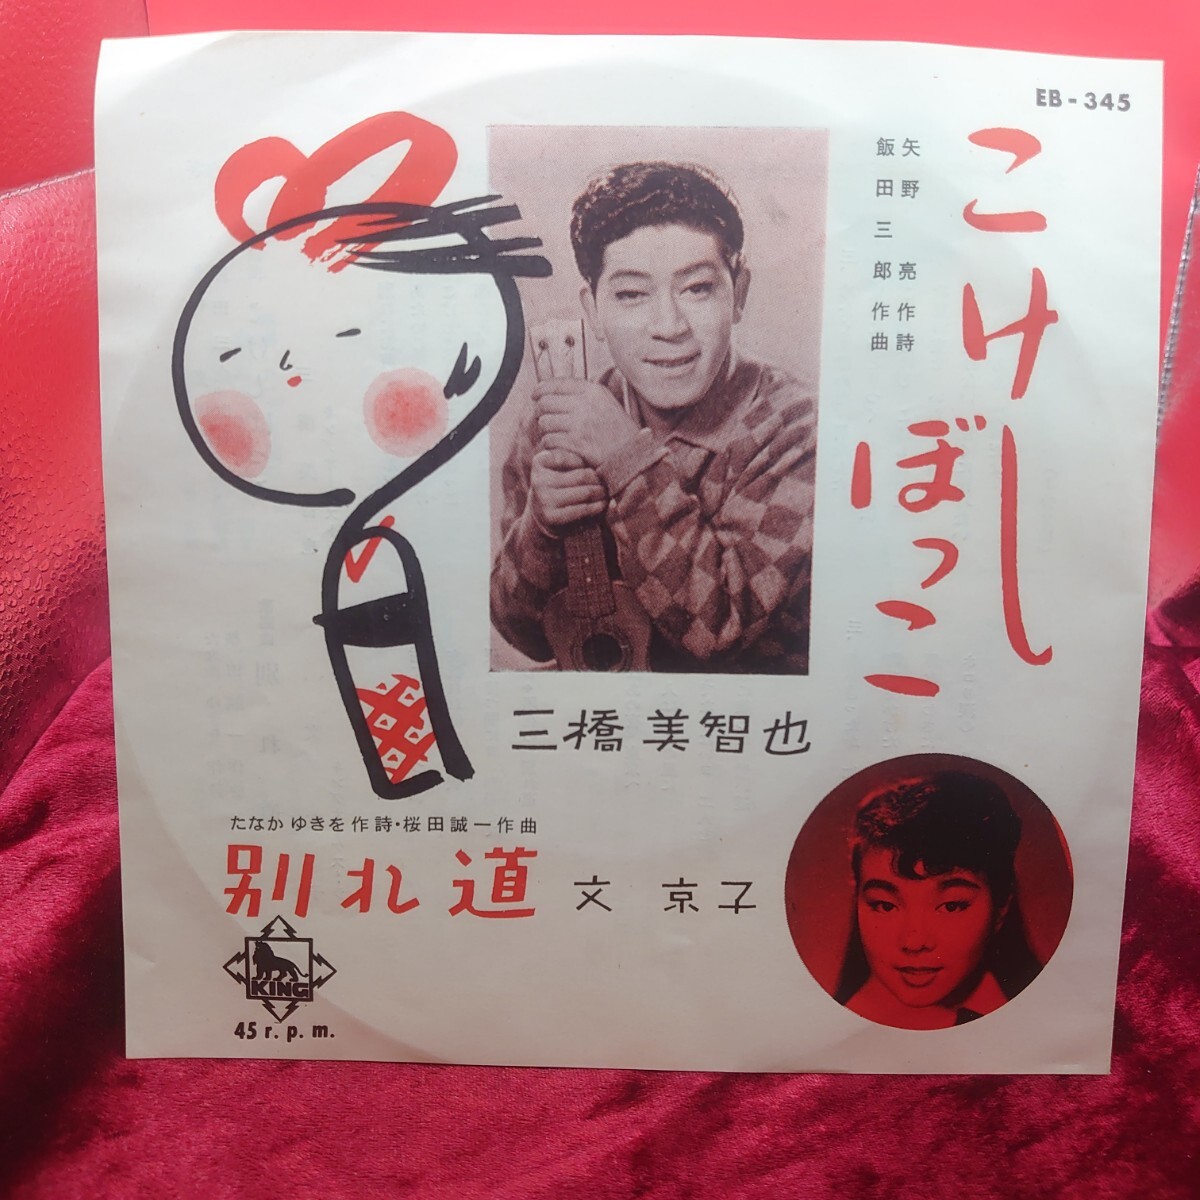 EB-345
こけし
ぼっこ
矢野 亮作詩
飯田三郎作曲
三橋美智也
たなかゆきを作詩・桜田誠一作曲
別れ道 文 京子
KING
45 r.p.m.